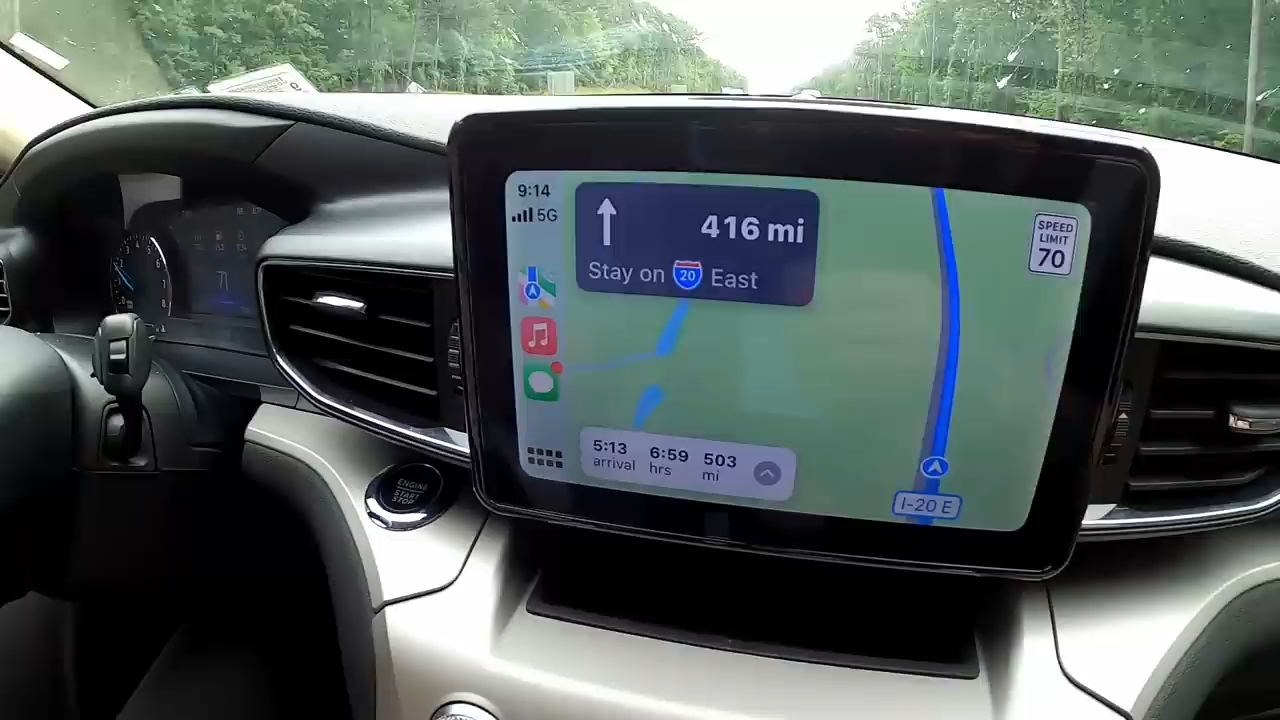 9:14
5G
416 mi
Stay on 20 East
SPEED
LIMIT
70
5:13 6:59 503
arrival hrs mi
I-20 E
71
ENGINE
START
STOP